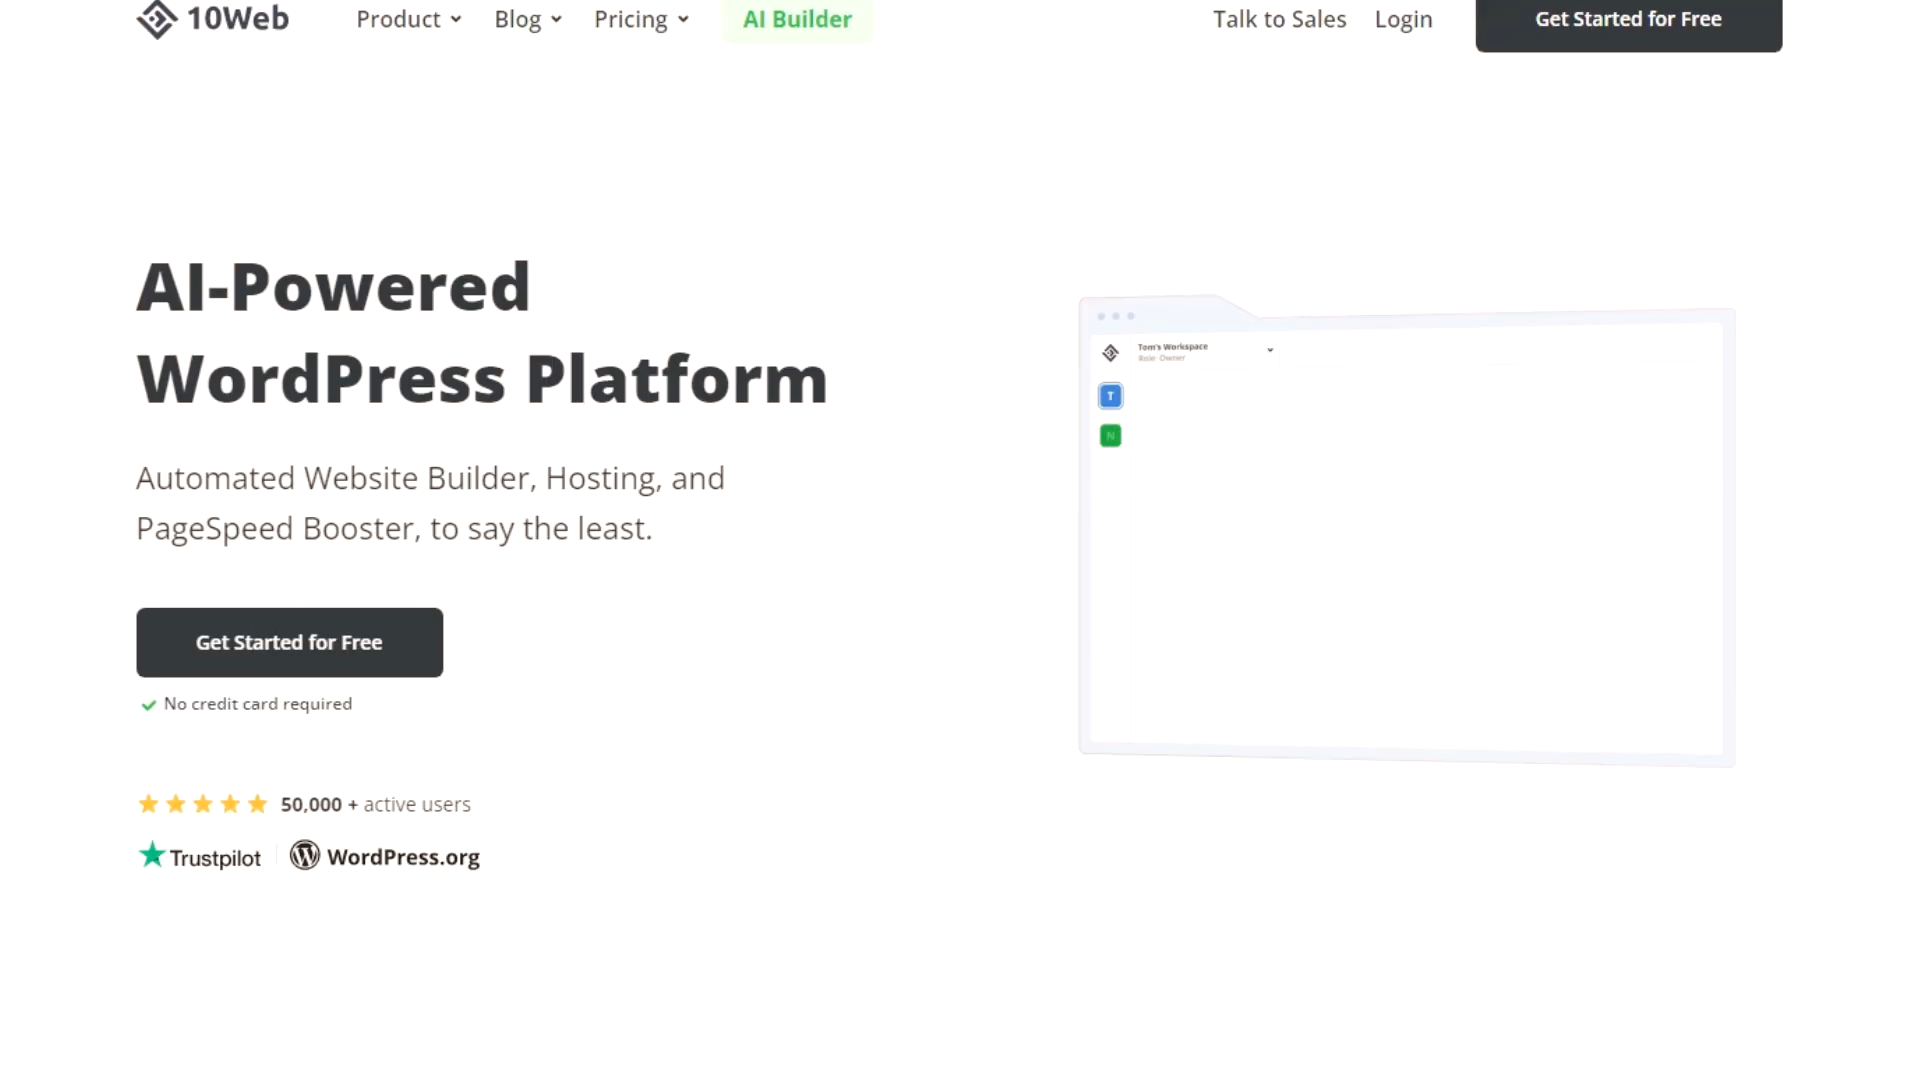 10Web
Product
Blog
Pricing
AI Builder
Talk to Sales
Login
Get Started for Free
AI-Powered
WordPress Platform
Automated Website Builder, Hosting, and
PageSpeed Booster, to say the least.
Get Started for Free
No credit card required
50,000 + active users
Trustpilot
WordPress.org
Tom's Workspace
Role: Owner
T
N